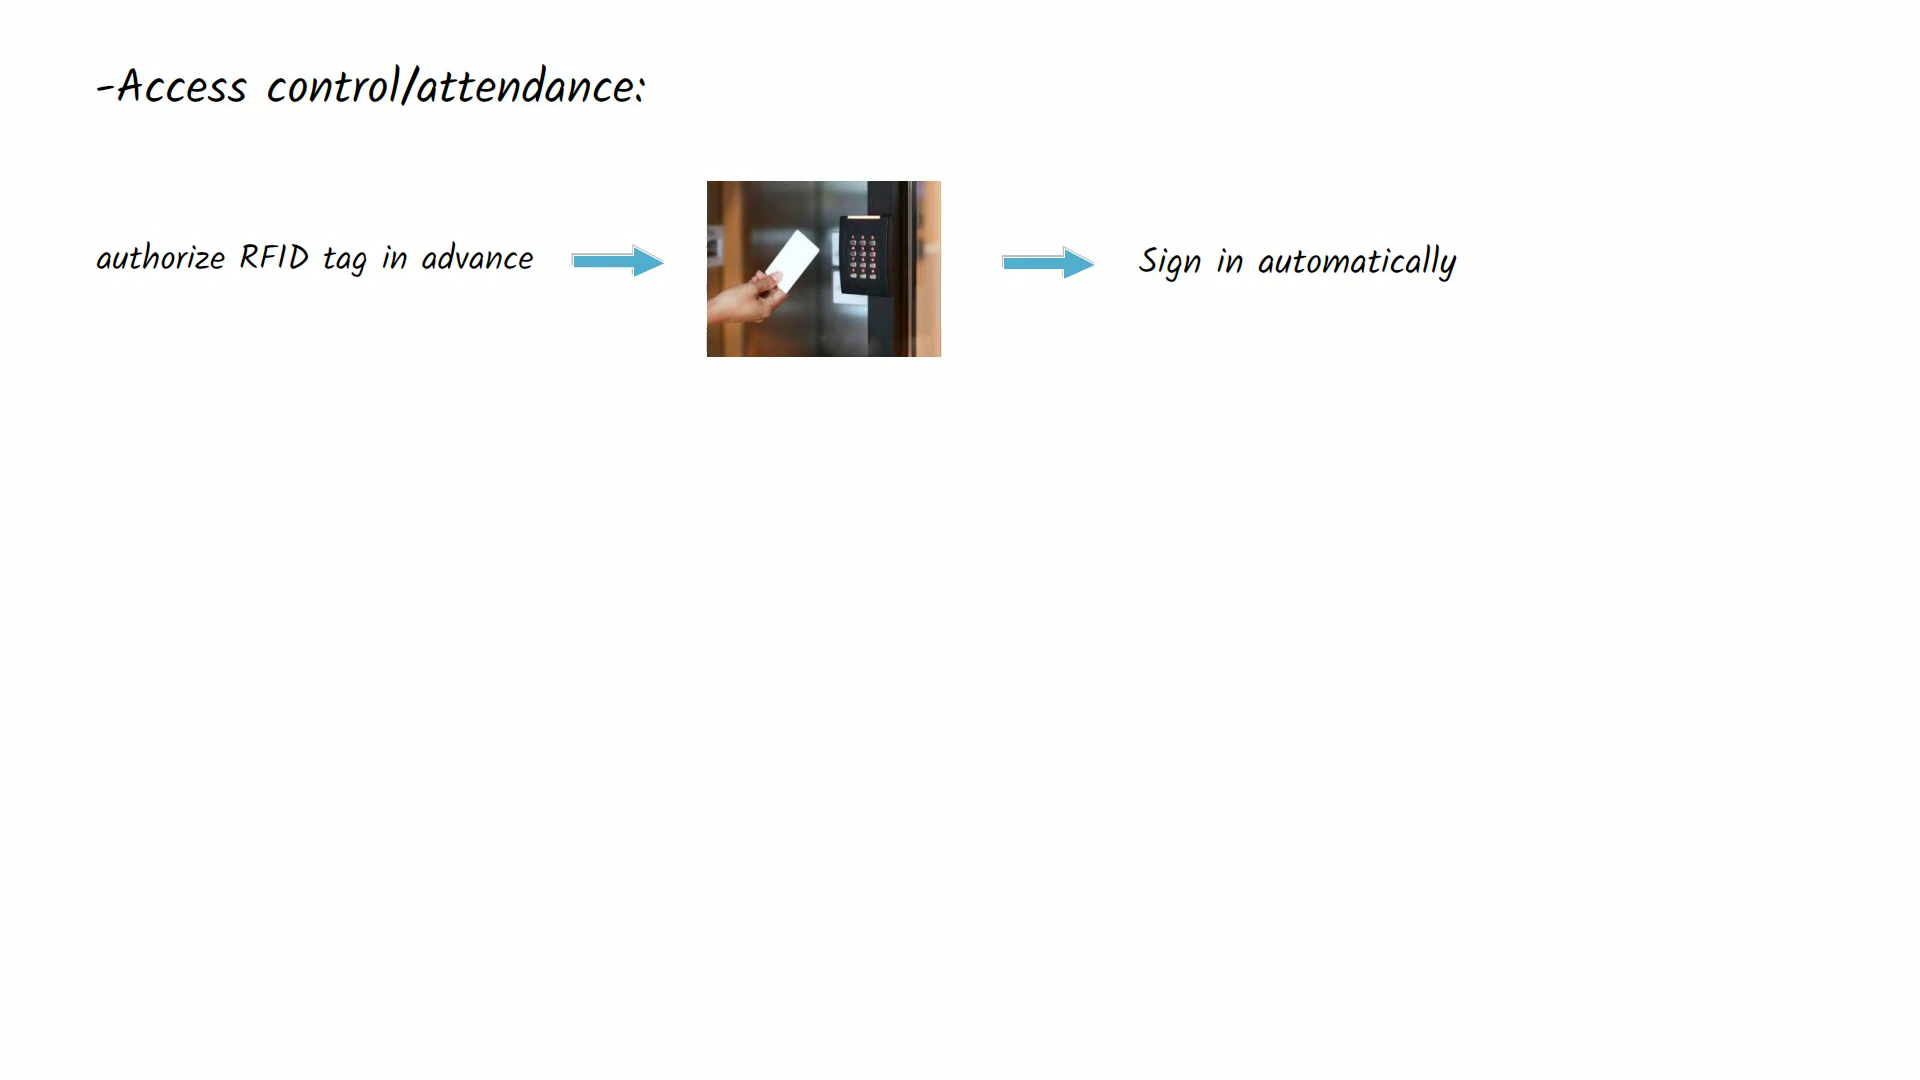 -Access control/attendance:
authorize RFID tag in advance
Sign in automatically